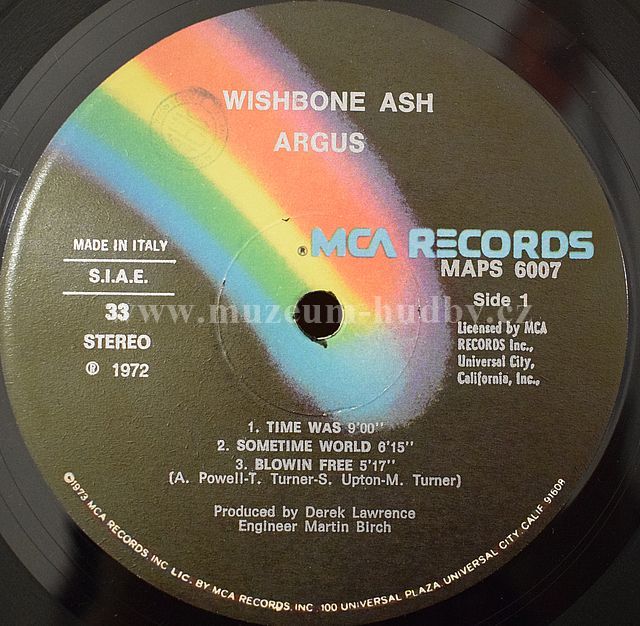 WISHBONE ASH
ARGUS
® MCA RECORDS
MAPS 6007
MADE IN ITALY
S.I.A.E.
33
STEREO
℗ 1972
Side 1
Licensed by MCA
RECORDS Inc.,
Universal City,
California, Inc.,
www.muzeum-hudby.cz
1. TIME WAS 9'00''
2. SOMETIME WORLD 6'15''
3. BLOWIN FREE 5'17''
(A. Powell-T. Turner-S. Upton-M. Turner)
Produced by Derek Lawrence
Engineer Martin Birch
©1973 MCA RECORDS, INC LIC. BY MCA RECORDS, INC. 100 UNIVERSAL PLAZA UNIVERSAL CITY, CALIF. 91608